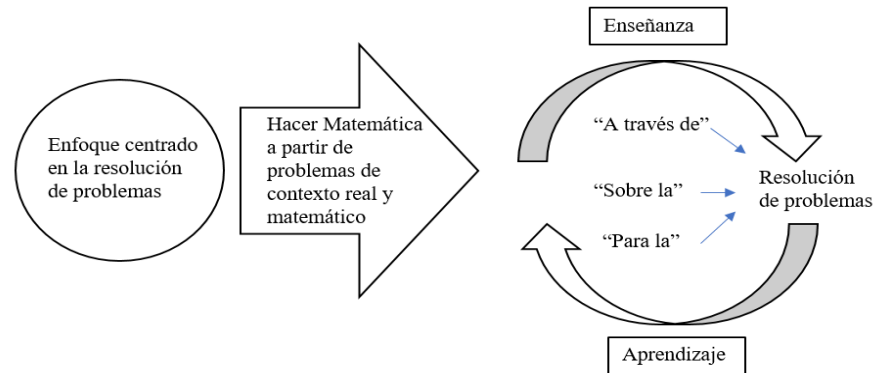 Enfoque centrado
en la resolución
de problemas
Hacer Matemática
a partir de
problemas de
contexto real y
matemático
Enseñanza
“A través de”
“Sobre la”
“Para la”
Resolución
de problemas
Aprendizaje